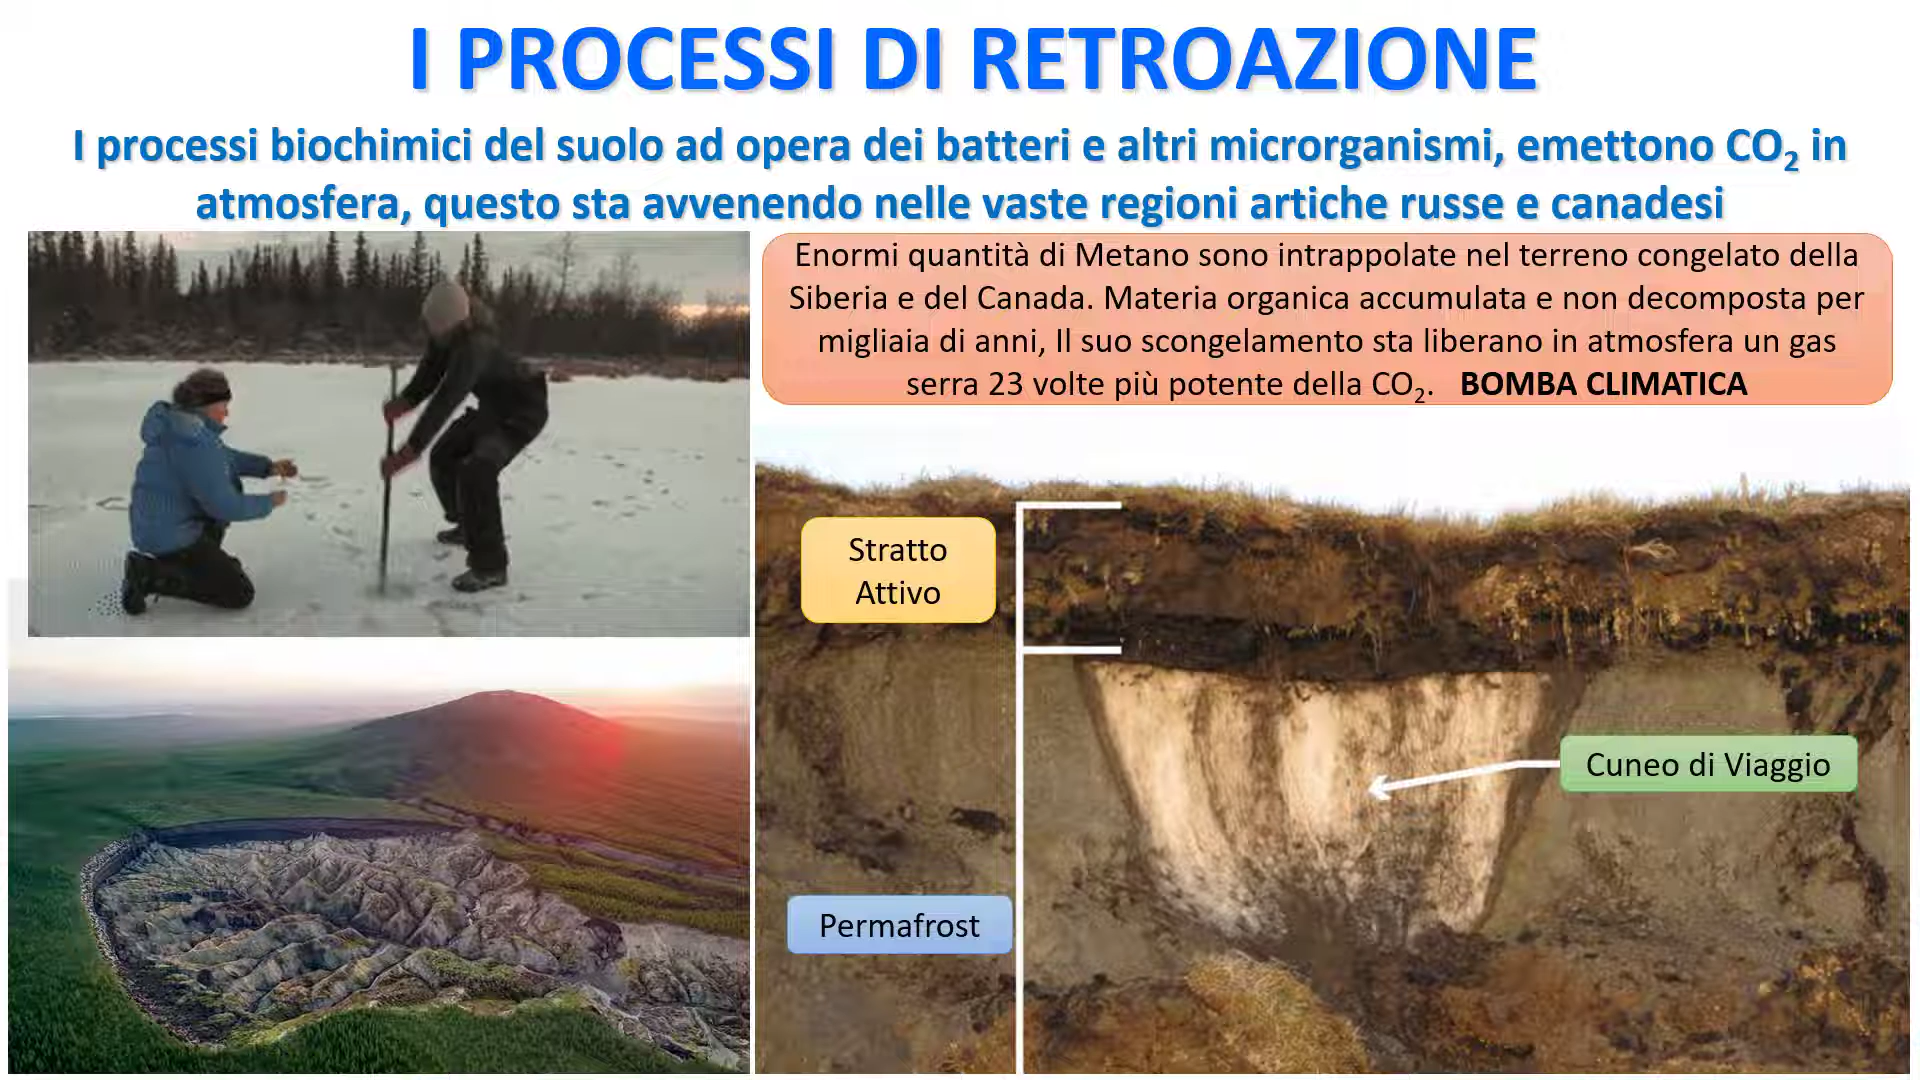 I PROCESSI DI RETROAZIONE
I processi biochimici del suolo ad opera dei batteri e altri microrganismi, emettono CO₂ in
atmosfera, questo sta avvenendo nelle vaste regioni artiche russe e canadesi
Enormi quantità di Metano sono intrappolate nel terreno congelato della
Siberia e del Canada. Materia organica accumulata e non decomposta per
migliaia di anni, Il suo scongelamento sta liberano in atmosfera un gas
serra 23 volte più potente della CO₂. BOMBA CLIMATICA
Stratto
Attivo
Cuneo di Viaggio
Permafrost